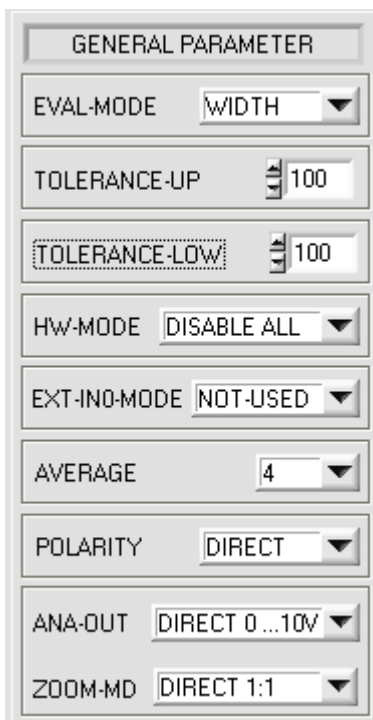 GENERAL PARAMETER
EVAL-MODE WIDTH
TOLERANCE-UP 100
TOLERANCE-LOW 100
HW-MODE DISABLE ALL
EXT-IN0-MODE NOT-USED
AVERAGE 4
POLARITY DIRECT
ANA-OUT DIRECT 0 ...10V
ZOOM-MD DIRECT 1:1